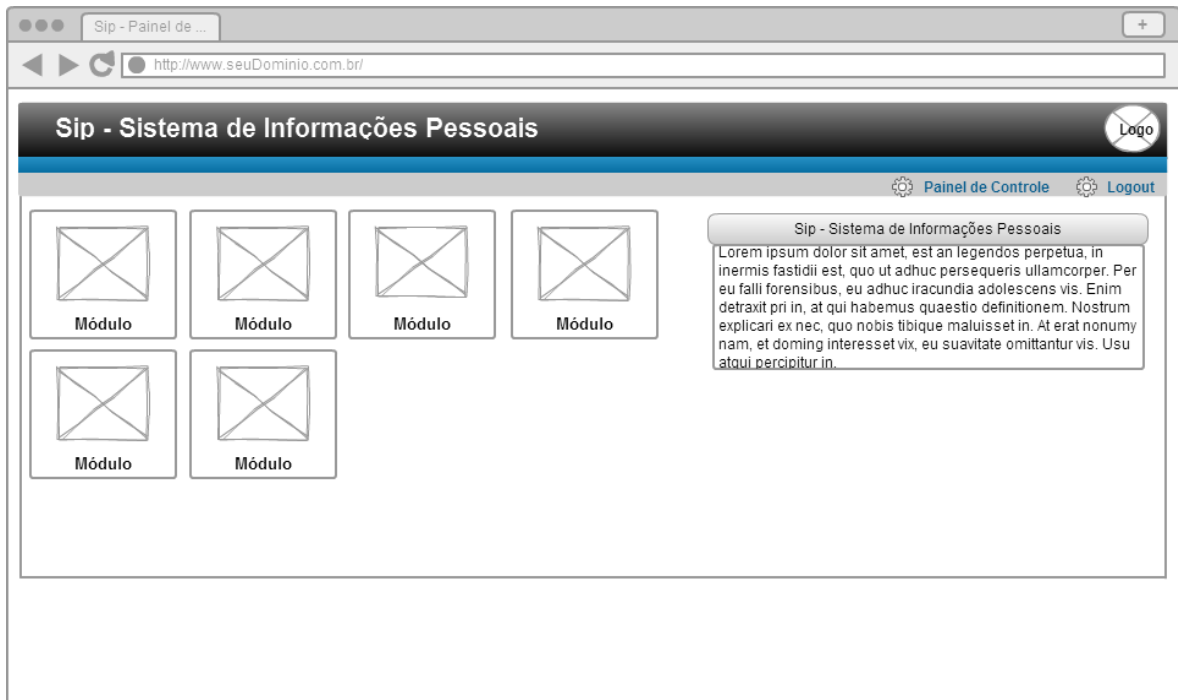 Sip - Painel de ...
+
http://www.seuDominio.com.br/
Sip - Sistema de Informações Pessoais
Logo
Painel de Controle
Logout
Módulo
Módulo
Módulo
Módulo
Módulo
Módulo
Sip - Sistema de Informações Pessoais
Lorem ipsum dolor sit amet, est an legendos perpetua, in
inermis fastidii est, quo ut adhuc persequeris ullamcorper. Per
eu falli forensibus, eu adhuc iracundia adolescens vis. Enim
detraxit pri in, at qui habemus quaestio definitionem. Nostrum
explicari ex nec, quo nobis tibique maluisset in. At erat nonumy
nam, et doming interesset vix, eu suavitate omittantur vis. Usu
atqui percipitur in.